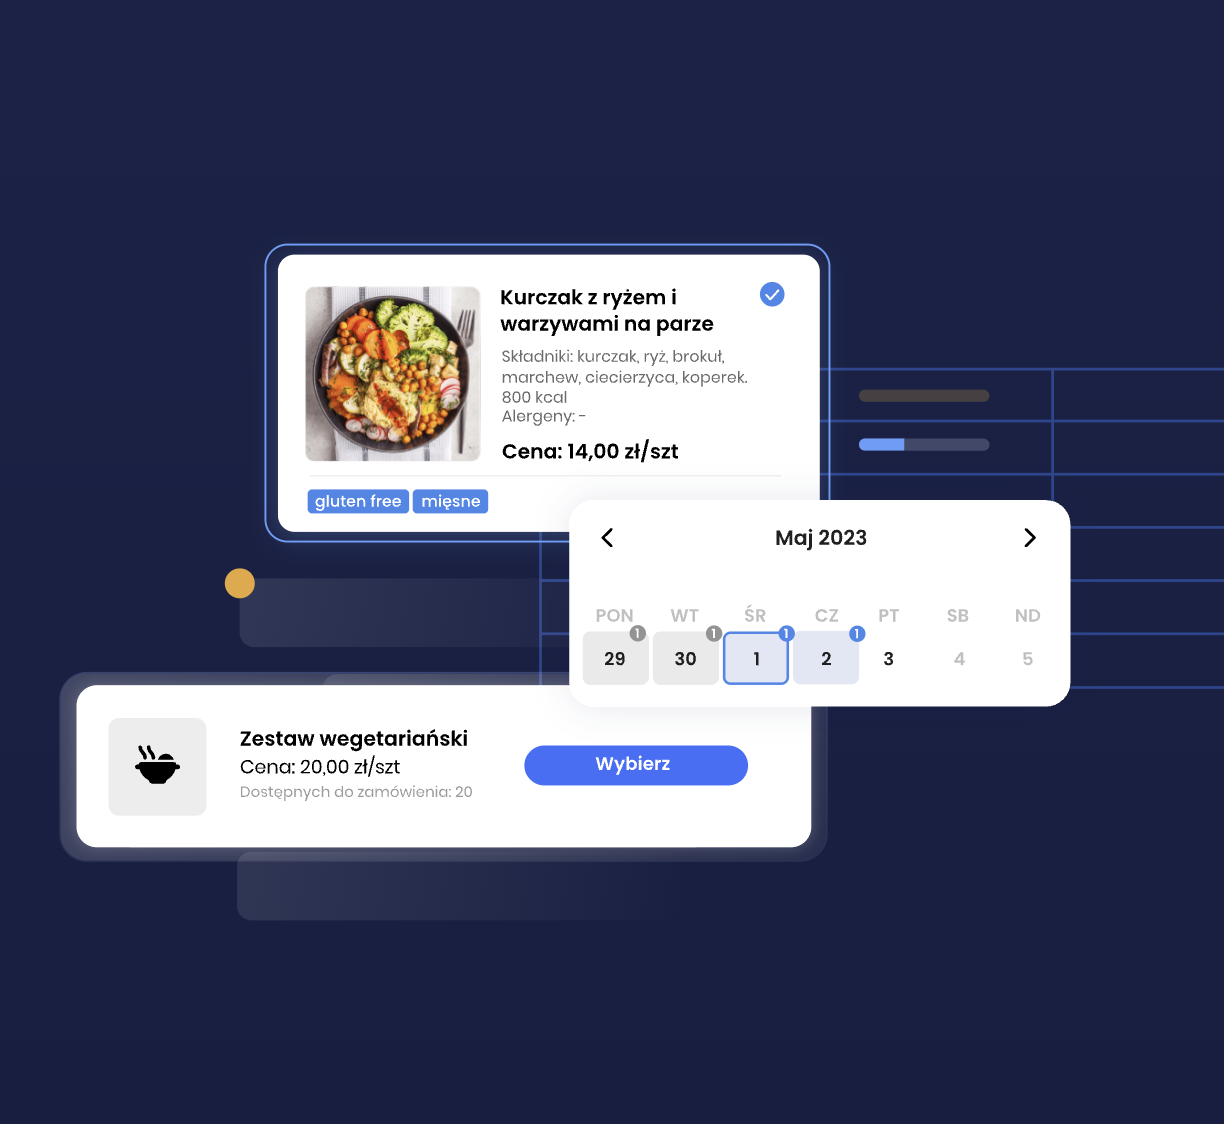 Kurczak z ryżem i
warzywami na parze
Składniki: kurczak, ryż, brokuł,
marchew, ciecierzyca, koperek.
800 kcal
Alergeny: -
Cena: 14,00 zł/szt
gluten free mięsne
Maj 2023
PON WT ŚR CZ PT SB ND
1 1 1 1
29 30 1 2 3 4 5
Zestaw wegetariański
Cena: 20,00 zł/szt
Dostępnych do zamówienia: 20
Wybierz